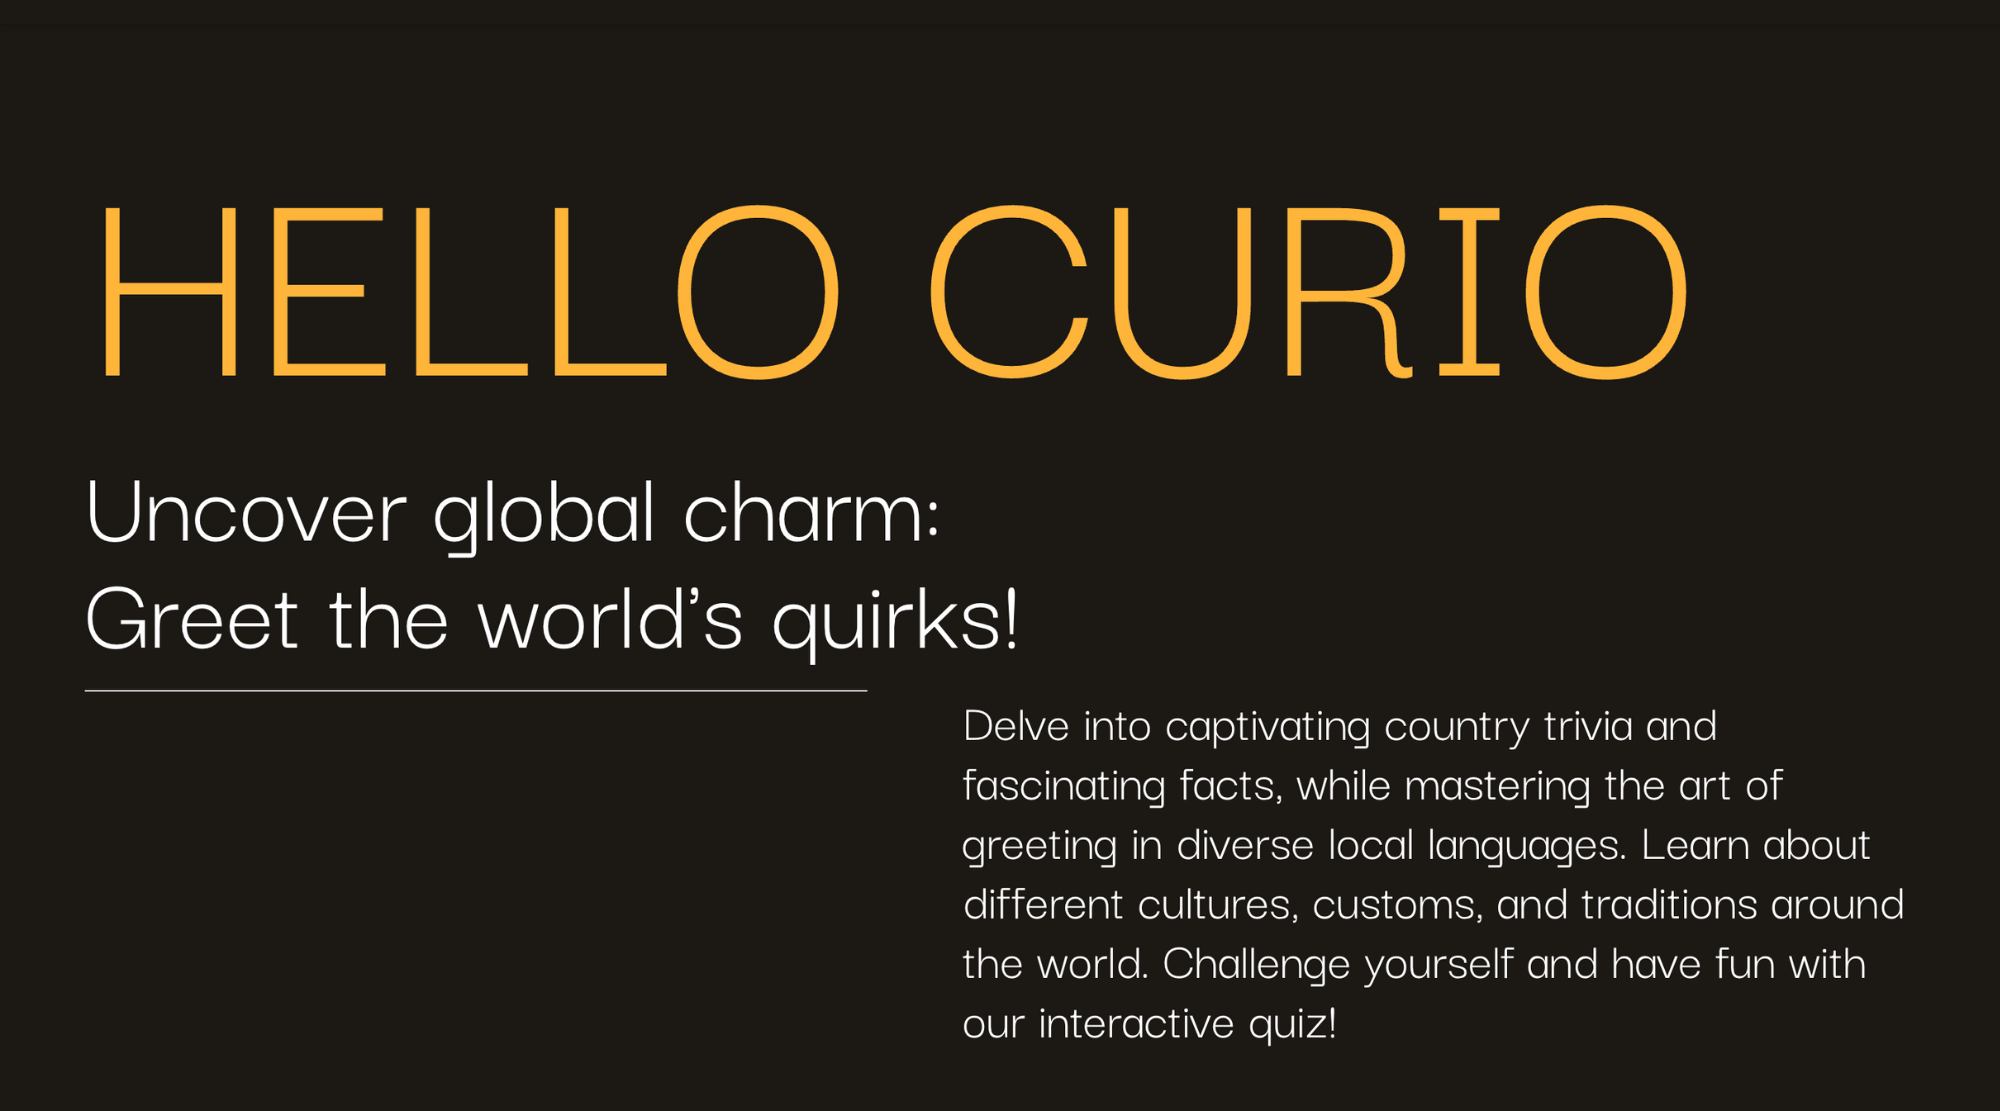 HELLO CURIO
Uncover global charm:
Greet the world’s quirks!
Delve into captivating country trivia and
fascinating facts, while mastering the art of
greeting in diverse local languages. Learn about
different cultures, customs, and traditions around
the world. Challenge yourself and have fun with
our interactive quiz!